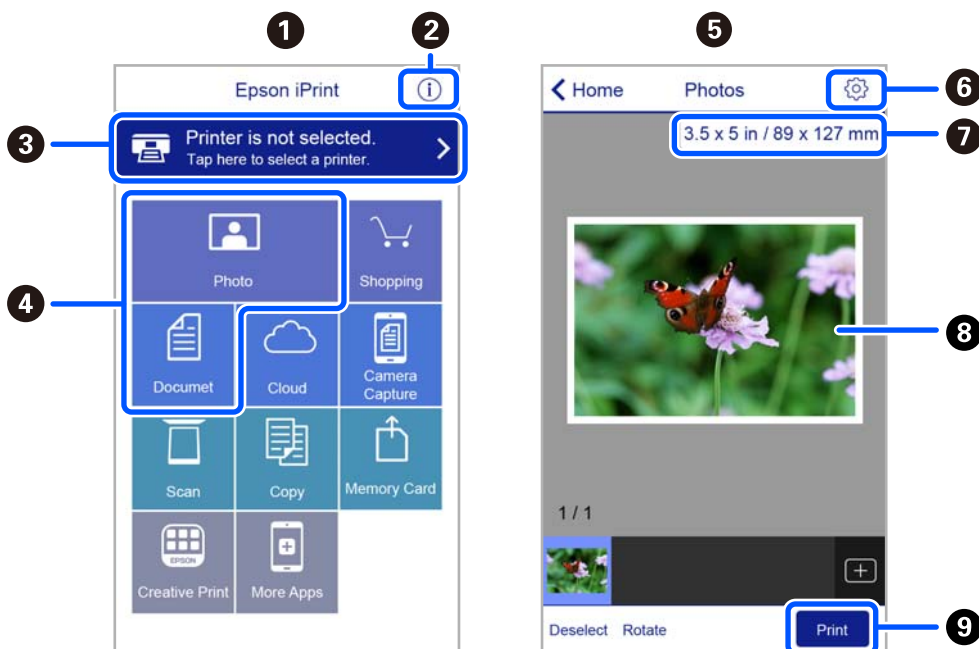 1
2
Epson iPrint
3
Printer is not selected.
Tap here to select a printer.
4
Photo
Shopping
Documet
Cloud
Camera
Capture
Scan
Copy
Memory Card
EPSON
Creative Print
More Apps
5
Home
Photos
6
3.5 x 5 in / 89 x 127 mm
7
8
1 / 1
Deselect
Rotate
Print
9